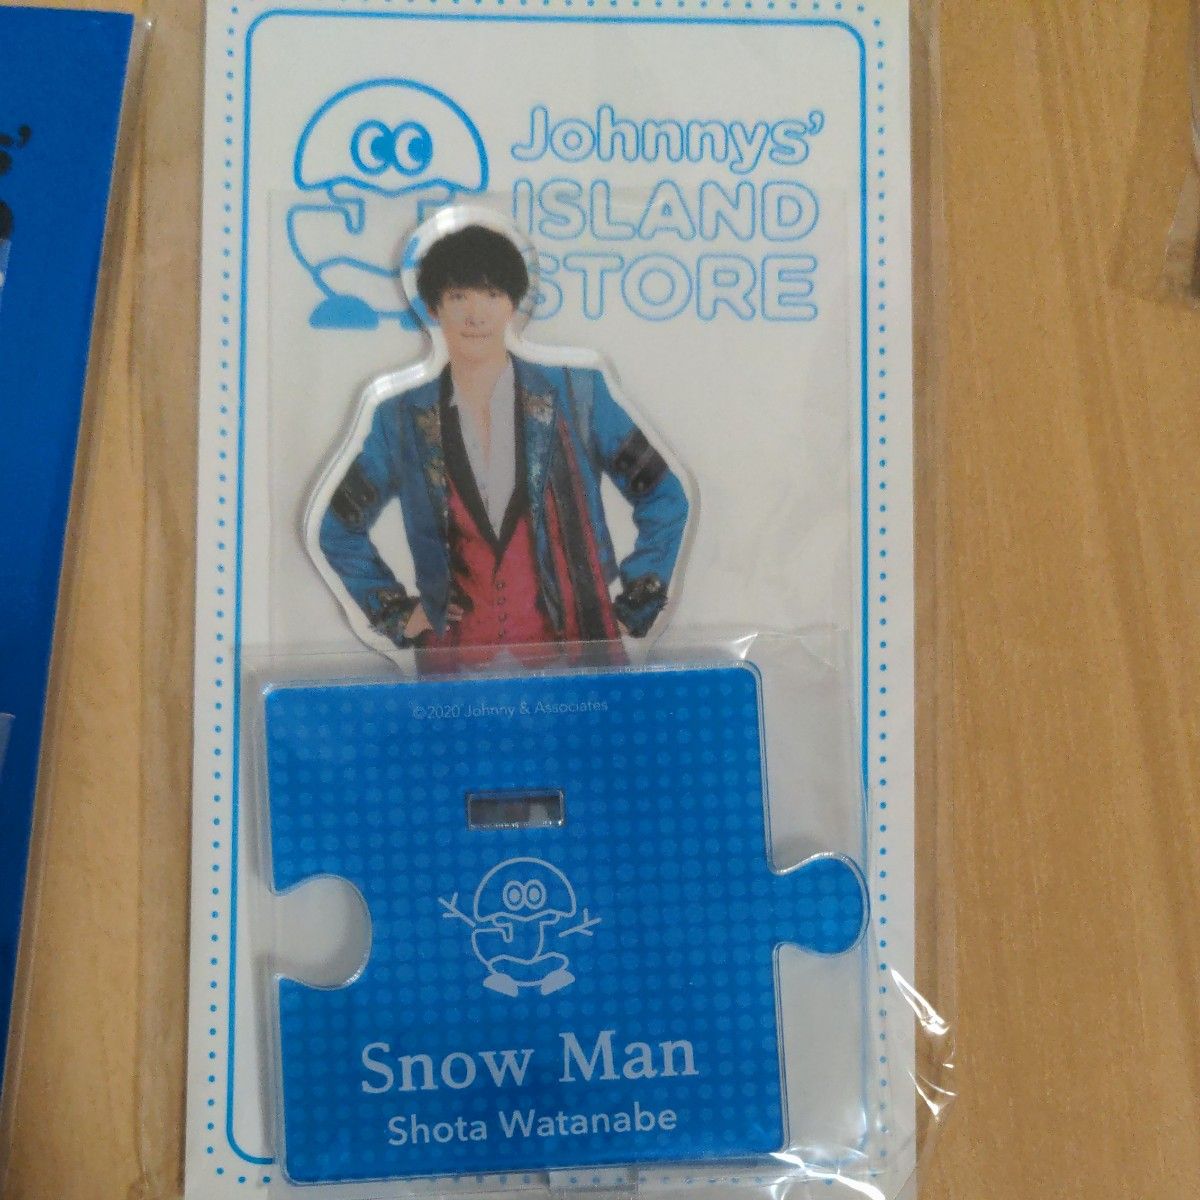 Johnnys'
ISLAND
STORE
©2020 Johnny & Associates
Snow Man
Shota Watanabe